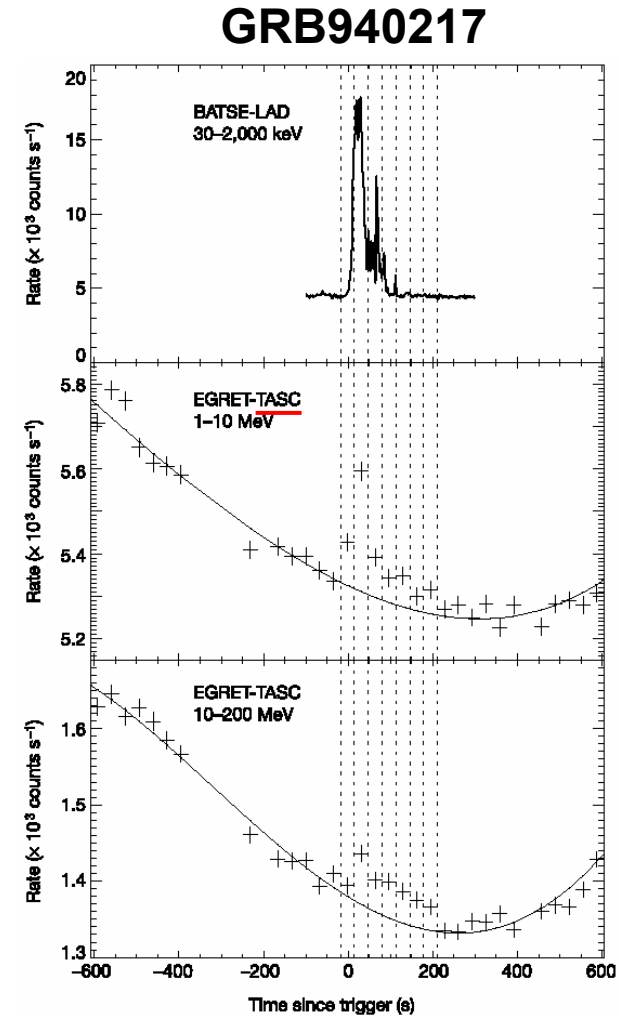 GRB940217
20
15
10
5
0
Rate (× 10³ counts s⁻¹)
BATSE-LAD
30–2,000 keV
5.8
5.6
5.4
5.2
Rate (× 10³ counts s⁻¹)
EGRET-TASC
1–10 MeV
1.6
1.5
1.4
1.3
Rate (× 10³ counts s⁻¹)
EGRET-TASC
10–200 MeV
−600 −400 −200 0 200 400 600
Time since trigger (s)